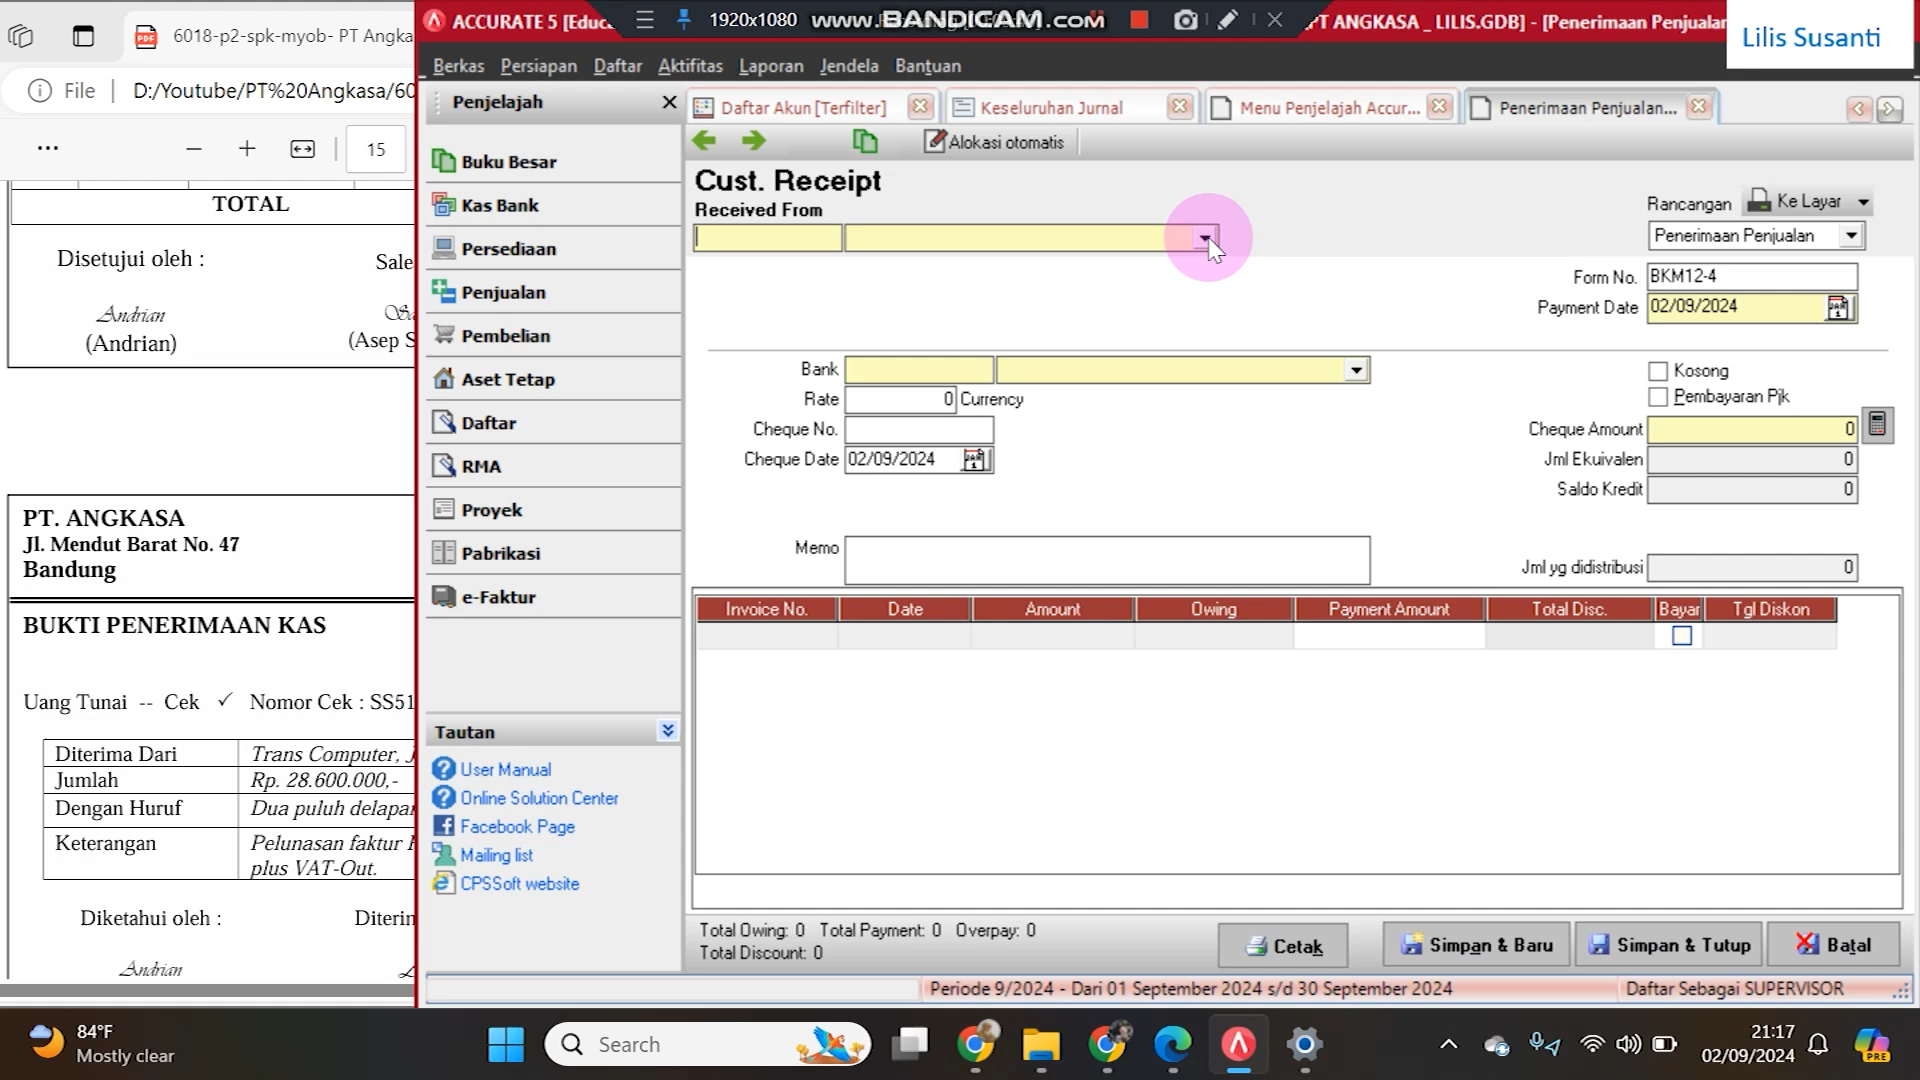 6018-p2-spk-myob- PT Angka
File
D:/Youtube/PT%20Angkasa/60
15
TOTAL
Disetujui oleh :
Sale
Andrian
(Andrian)
(Asep S
PT. ANGKASA
Jl. Mendut Barat No. 47
Bandung
BUKTI PENERIMAAN KAS
Uang Tunai -- Cek ✓ Nomor Cek : SS51
Diterima Dari
Trans Computer, J
Jumlah
Rp. 28.600.000,-
Dengan Huruf
Dua puluh delapan
Keterangan
Pelunasan faktur
plus VAT-Out.
Diketahui oleh :
Diterin
Andrian
ACCURATE 5 [Educ
1920x1080
www.BANDICAM.com
PT ANGKASA _ LILIS.GDB] - [Penerimaan Penjualan
Lilis Susanti
Berkas Persiapan Daftar Aktifitas Laporan Jendela Bantuan
Penjelajah
Daftar Akun [Terfilter]
Keseluruhan Jurnal
Menu Penjelajah Accur...
Penerimaan Penjualan...
Buku Besar
Kas Bank
Persediaan
Penjualan
Pembelian
Aset Tetap
Daftar
RMA
Proyek
Pabrikasi
e-Faktur
Tautan
User Manual
Online Solution Center
Facebook Page
Mailing list
CPSSoft website
Alokasi otomatis
Cust. Receipt
Received From
Rancangan
Ke Layar
Penerimaan Penjualan
Form No. BKM12-4
Payment Date 02/09/2024
Bank
Rate 0 Currency
Cheque No.
Cheque Date 02/09/2024
Kosong
Pembayaran Pjk
Cheque Amount 0
Jml Ekuivalen 0
Saldo Kredit 0
Memo
Jml yg didistribusi 0
Invoice No. Date Amount Owing Payment Amount Total Disc. Bayar Tgl Diskon
Total Owing: 0 Total Payment: 0 Overpay: 0
Total Discount: 0
Cetak
Simpan & Baru
Simpan & Tutup
Batal
Periode 9/2024 - Dari 01 September 2024 s/d 30 September 2024
Daftar Sebagai SUPERVISOR
84°F
Mostly clear
Search
21:17
02/09/2024
PRE